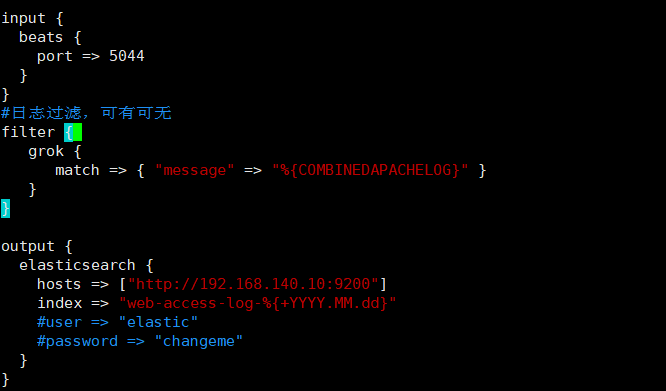 input {
  beats {
    port => 5044
  }
}
#日志过滤，可有可无
filter {
   grok {
      match => { "message" => "%{COMBINEDAPACHELOG}" }
   }
}

output {
  elasticsearch {
    hosts => ["http://192.168.140.10:9200"]
    index => "web-access-log-%{+YYYY.MM.dd}"
    #user => "elastic"
    #password => "changeme"
  }
}